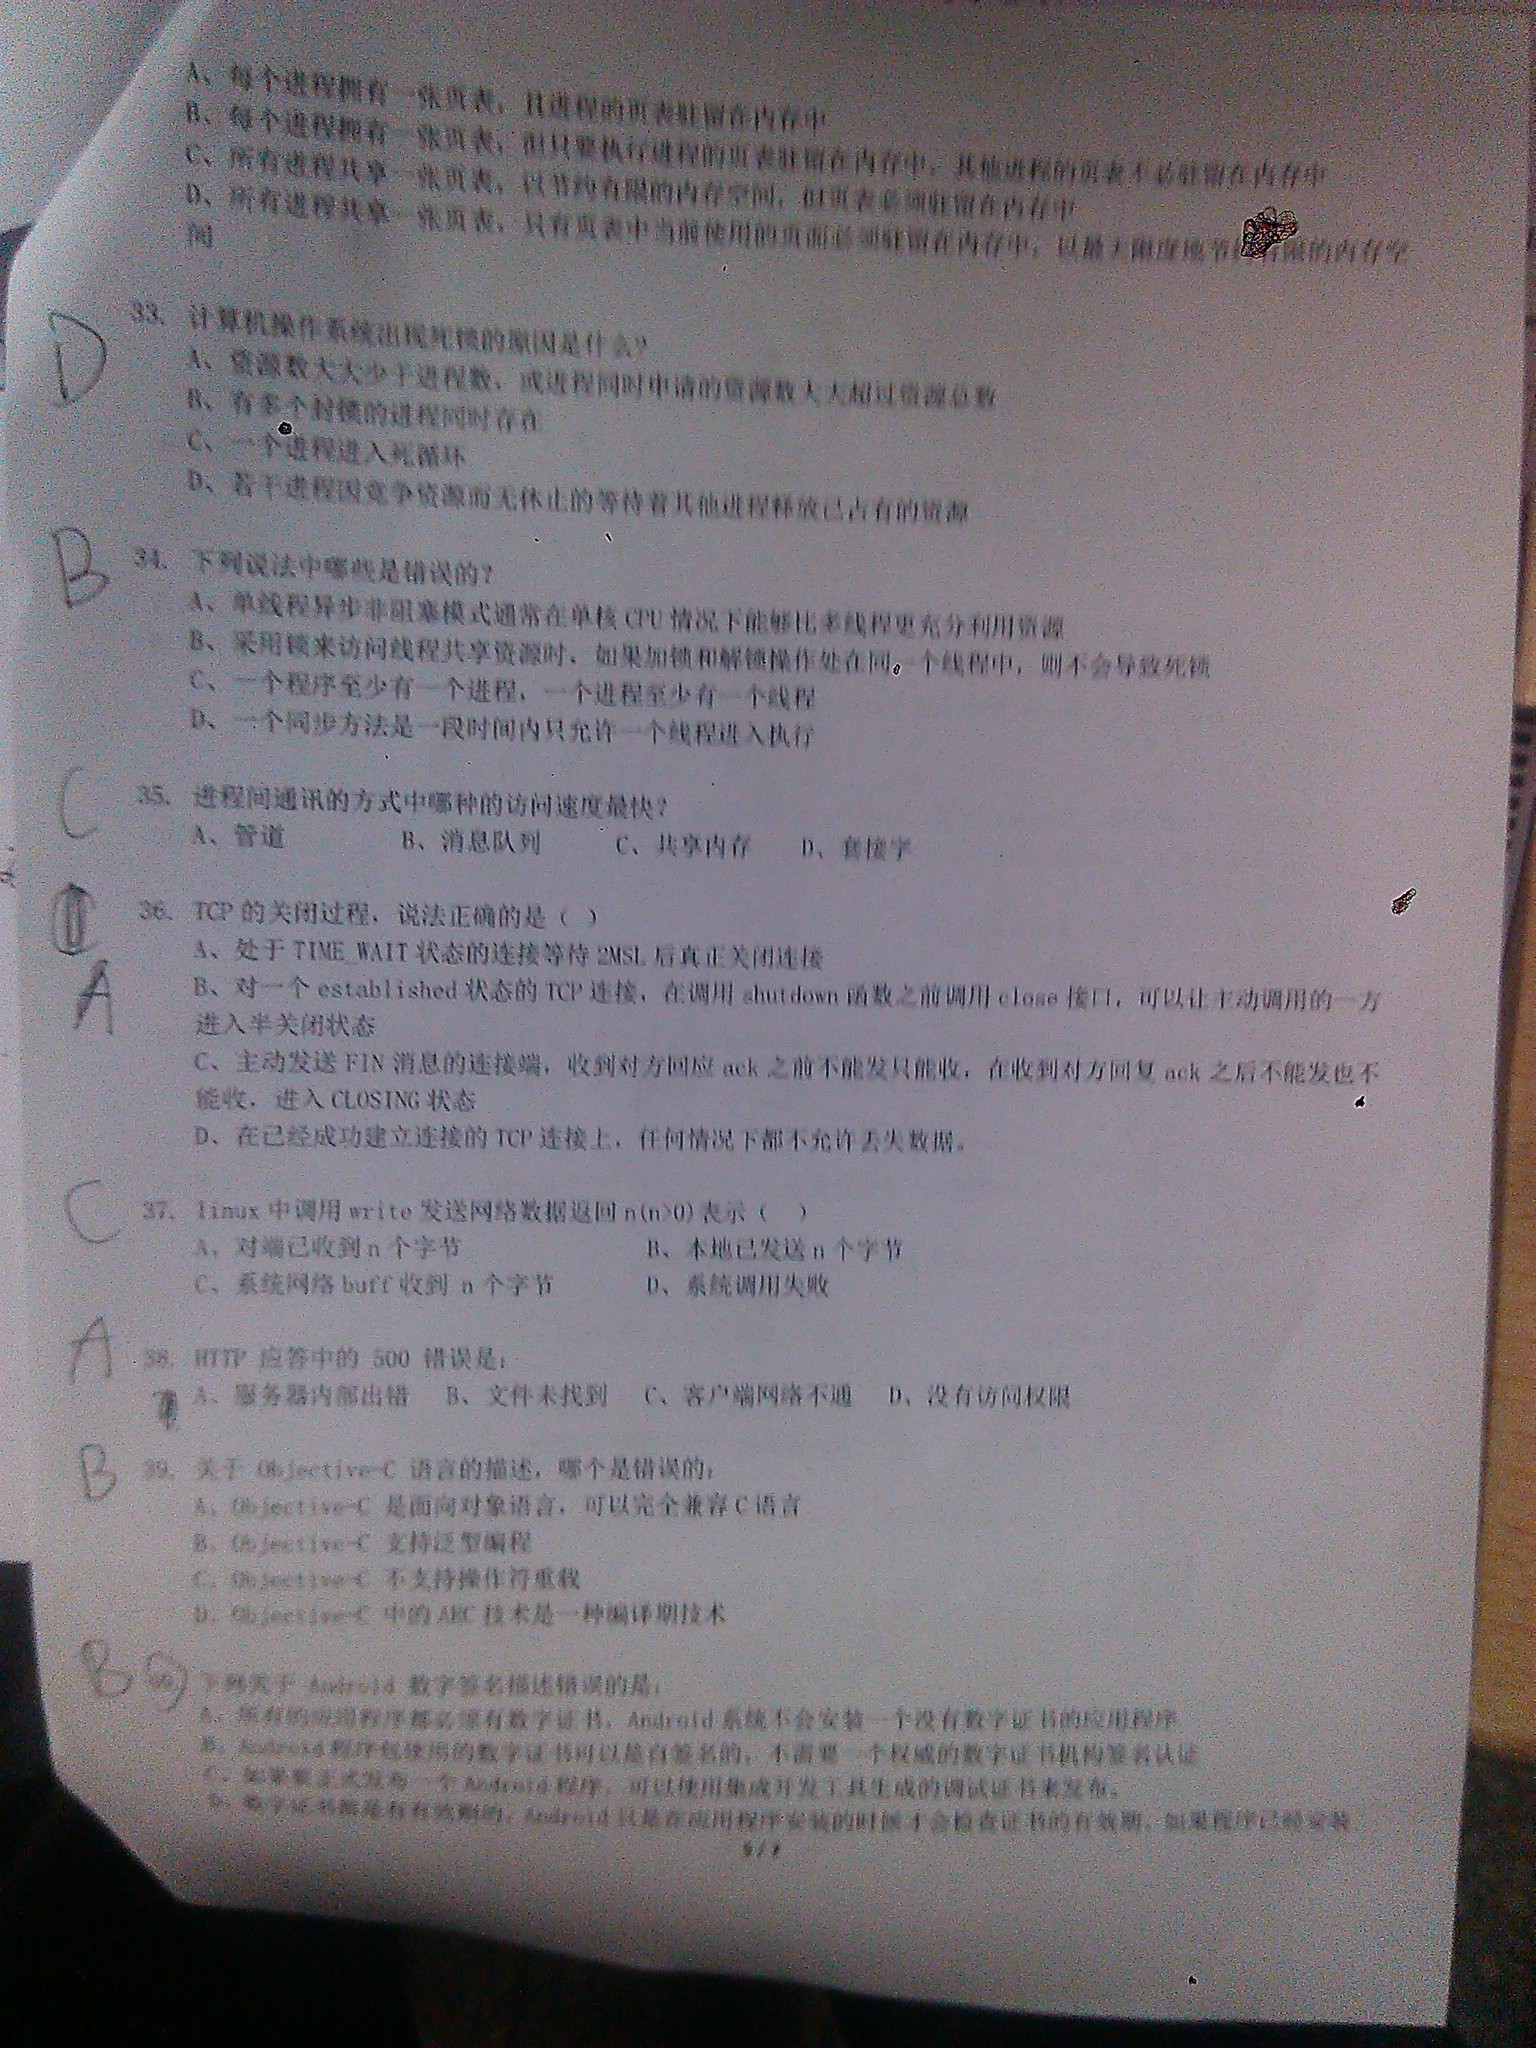 A、每个进程拥有一张页表，且进程的页表驻留在内存中
B、每个进程拥有一张页表，但只要执行进程的页表驻留在内存中，其他进程的页表不必驻留在内存中
C、所有进程共享一张页表，以节约有限的内存空间，但页表必须驻留在内存中
D、所有进程共享一张页表，只有页表中当前使用的页面必须驻留在内存中，以最大限度地节 有限的内存空
间
D 33. 计算机操作系统出现死锁的原因是什么?
A、资源数大大少于进程数，或进程同时申请的资源数大大超过资源总数
B、有多个封锁的进程同时存在
C、一个进程进入死循环
D、若干进程因竞争资源而无休止的等待着其他进程释放已占有的资源
B 34. 下列说法中哪些是错误的?
A、单线程异步非阻塞模式通常在单核 CPU 情况下能够比多线程更充分利用资源
B、采用锁来访问线程共享资源时，如果加锁和解锁操作处在同一个线程中，则不会导致死锁
C、一个程序至少有一个进程，一个进程至少有一个线程
D、一个同步方法是一段时间内只允许一个线程进入执行
C 35. 进程间通讯的方式中哪种的访问速度最快?
A、管道 B、消息队列 C、共享内存 D、套接字
36. TCP 的关闭过程，说法正确的是（ ）
A、处于 TIME_WAIT 状态的连接等待 2MSL 后真正关闭连接
A B、对一个 established 状态的 TCP 连接，在调用 shutdown 函数之前调用 close 接口，可以让主动调用的一方
进入半关闭状态
C、主动发送 FIN 消息的连接端，收到对方回应 ack 之前不能发只能收，在收到对方回复 ack 之后不能发也不
能收，进入 CLOSING 状态
D、在已经成功建立连接的 TCP 连接上，任何情况下都不允许丢失数据。
C 37. linux 中调用 write 发送网络数据返回 n(n>0)表示（ ）
A、对端已收到 n 个字节 B、本地已发送 n 个字节
C、系统网络 buff 收到 n 个字节 D、系统调用失败
A 38. HTTP 应答中的 500 错误是：
A、服务器内部出错 B、文件未找到 C、客户端网络不通 D、没有访问权限
B 39. 关于 Objective-C 语言的描述，哪个是错误的：
A、Objective-C 是面向对象语言，可以完全兼容 C 语言
B、Objective-C 支持泛型编程
C、Objective-C 不支持操作符重载
D、Objective-C 中的 ARC 技术是一种编译期技术
B 下列关于 Android 数字签名描述错误的是：
A、所有的应用程序都必须有数字证书，Android 系统不会安装一个没有数字证书的应用程序
B、Android 程序包使用的数字证书可以是自签名的，不需要一个权威的数字证书机构签名认证
C、如果要正式发布一个 Android 程序，可以使用集成开发工具生成的调试证书来发布。
D、数字证书都是有有效期的，Android 只是在应用程序安装的时候才会检查证书的有效期，如果程序已经安装